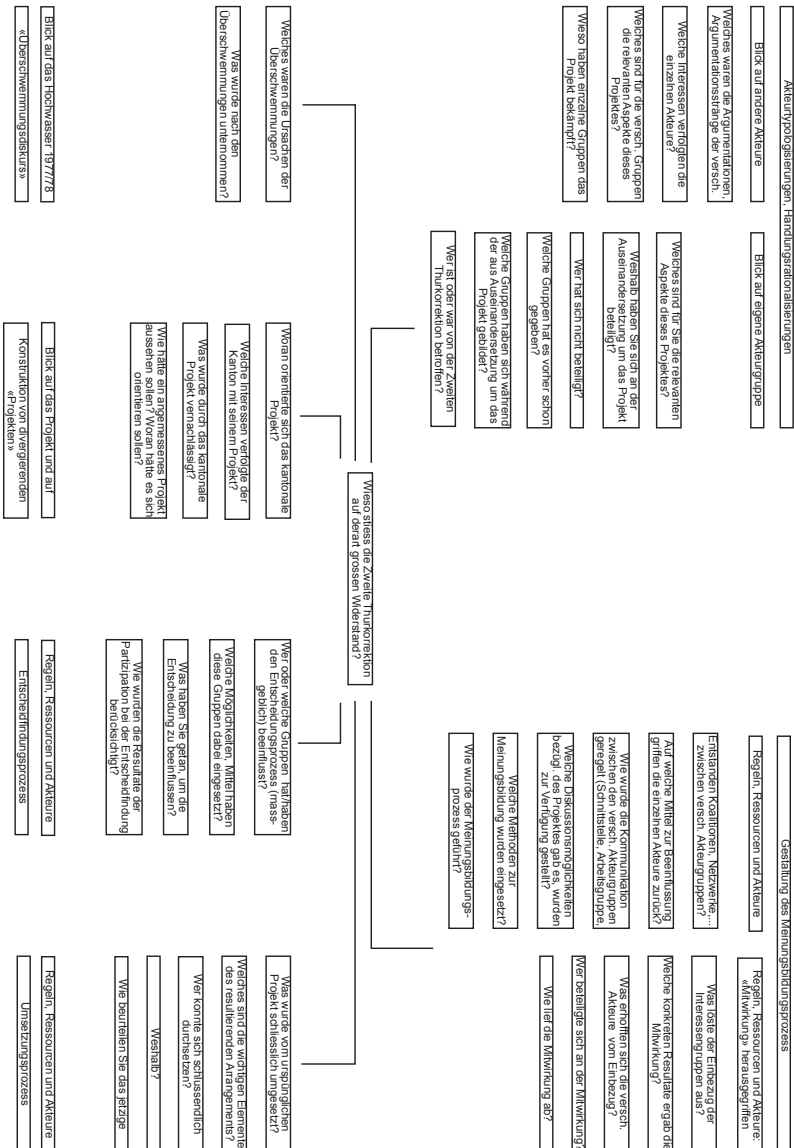 Akteurtypologisierungen, Handlungsrationalisierungen
Blick auf andere Akteure
Welches waren die Argumentationen,
Argumentationsstränge der versch.
Welche Interessen verfolgten die
einzelnen Akteure?
Welches sind für die versch. Gruppen
die relevanten Aspekte dieses
Projektes?
Wieso haben einzelne Gruppen das
Projekt bekämpft?
Blick auf eigene Akteurgruppe
Welches sind für Sie die relevanten
Aspekte dieses Projektes?
Weshalb haben Sie sich an der
Auseinandersetzung um das Projekt
beteiligt?
Wer hat sich nicht beteiligt?
Welche Gruppen hat es vorher schon
gegeben?
Welche Gruppen haben sich während
der aus Auseinandersetzung um das
Projekt gebildet?
Wer ist oder war von der Zweiten
Thurkorrektion betroffen?
Gestaltung des Meinungsbildungsprozess
Regeln, Ressourcen und Akteure
Entstanden Koalitionen, Netzwerke,...
zwischen versch. Akteurgruppen?
Auf welche Mittel zur Beeinflussung
griffen die einzelnen Akteure zurück?
Wie wurde die Kommunikation
zwischen den versch. Akteurgruppen
geregelt (Schnittstelle, Arbeitsgruppe,
Welche Diskussionsmöglichkeiten
bezüg. des Projektes gab es, wurden
zur Verfügung gestellt?
Welche Methoden zur
Meinungsbildung wurden eingesetzt?
Wie wurde der Meinungsbildungs-
prozess geführt?
Regeln, Ressourcen und Akteure:
«Mitwirkung» herausgegriffen
Was löste der Einbezug der
Interessengruppen aus?
Welche konkreten Resultate ergab die
Mitwirkung?
Was erhofften sich die versch.
Akteure vom Einbezug?
Wer beteiligte sich an der Mitwirkung?
Wie lief die Mitwirkung ab?
Wieso stiess die Zweite Thurkorrektion
auf derart grossen Widerstand?
Welches waren die Ursachen der
Überschwemmungen?
Was wurde nach den
Überschwemmungen unternommen?
Blick auf das Hochwasser 1977/78
«Überschwemmungsdiskurs»
Woran orientierte sich das kantonale
Projekt?
Welche Interessen verfolgte der
Kanton mit seinem Projekt?
Was wurde durch das kantonale
Projekt vernachlässigt?
Wie hätte ein angemessenes Projekt
aussehen sollen? Woran hätte es sich
orientieren sollen?
Blick auf das Projekt und auf
Konstruktion von divergierenden
«Projekten»
Wer oder welche Gruppen hat/haben
den Entscheidungsprozess (mass-
geblich) beeinflusst?
Welche Möglichkeiten, Mittel haben
diese Gruppen dabei eingesetzt?
Was haben Sie getan, um die
Entscheidung zu beeinflussen?
Wie wurden die Resultate der
Partizipation bei der Entscheidfindung
berücksichtigt?
Regeln, Ressourcen und Akteure
Entscheidfindungsprozess
Was wurde vom urspünglichen
Projekt schliesslich umgesetzt?
Welches sind die wichtigen Elemente
des resultierenden Arrangements?
Wer konnte sich schlussendlich
durchsetzen?
Weshalb?
Wie beurteilen Sie das jetzige
Regeln, Ressourcen und Akteure
Umsetzungsprozess